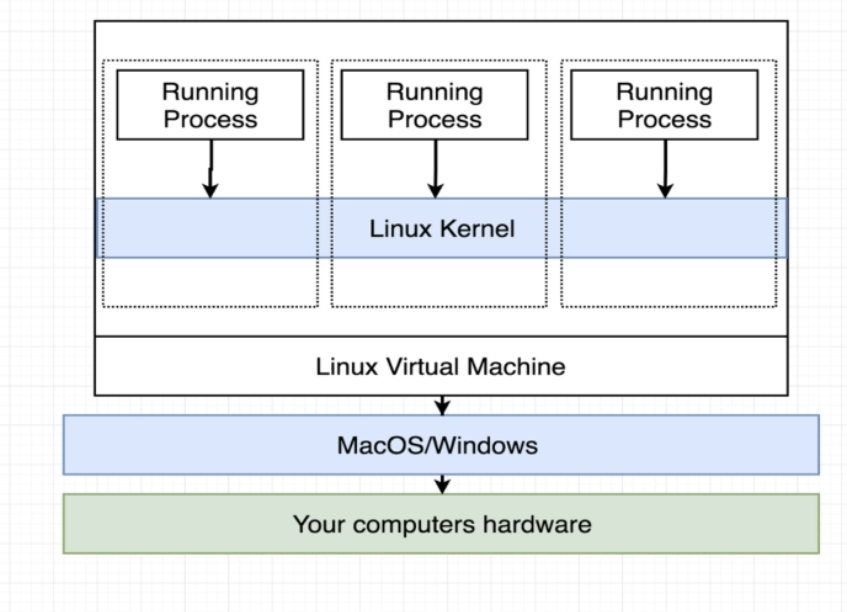 Running
Process
Running
Process
Running
Process
Linux Kernel
Linux Virtual Machine
MacOS/Windows
Your computers hardware